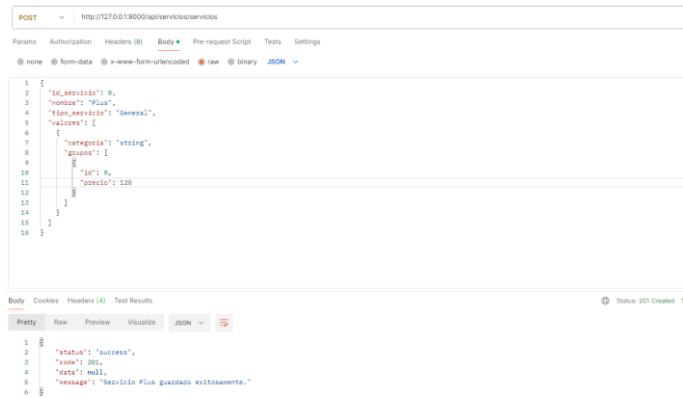 POST http://127.0.0.1:8000/api/servicios/servicios
Params Authorization Headers (8) Body Pre-request Script Tests Settings
none form-data x-www-form-urlencoded raw binary JSON
1 {
2 "id_servicio": 0,
3 "nombre": "Plus",
4 "tipo_servicio": "General",
5 "valores": [
6 {
7 "categoria": "string",
8 "grupos": [
9 {
10 "id": 0,
11 "precio": 120
12 }
13 ]
14 }
15 ]
16 }
Body Cookies Headers (4) Test Results Status: 201 Created
Pretty Raw Preview Visualize JSON
1 {
2 "status": "success",
3 "code": 201,
4 "data": null,
5 "message": "Servicio Plus guardado exitosamente."
6 }